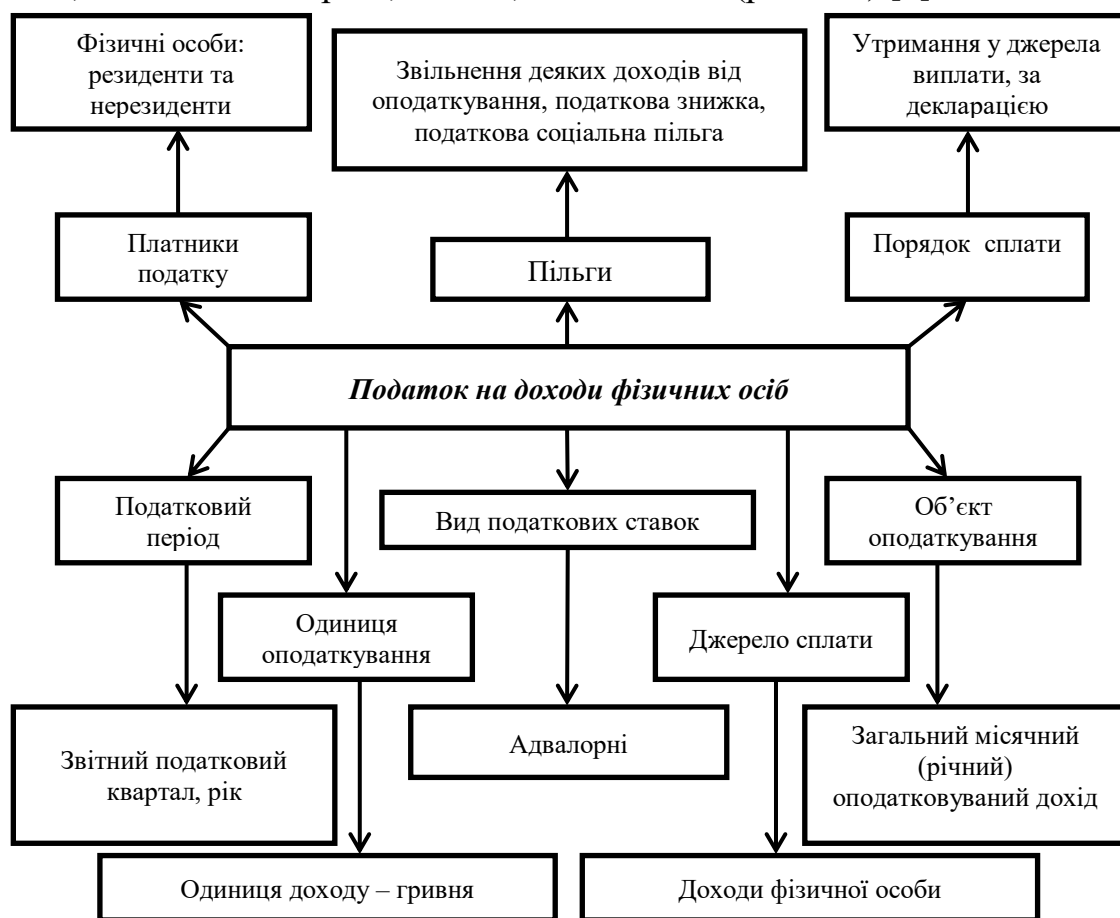 Фізичні особи:
резиденти та
нерезиденти
Звільнення деяких доходів від
оподаткування, податкова знижка,
податкова соціальна пільга
Утримання у джерела
виплати, за
декларацією
Платники
податку
Пільги
Порядок сплати
Податок на доходи фізичних осіб
Податковий
період
Вид податкових ставок
Об’єкт
оподаткування
Одиниця
оподаткування
Джерело сплати
Звітний податковий
квартал, рік
Адвалорні
Загальний місячний
(річний)
оподатковуваний дохід
Одиниця доходу – гривня
Доходи фізичної особи